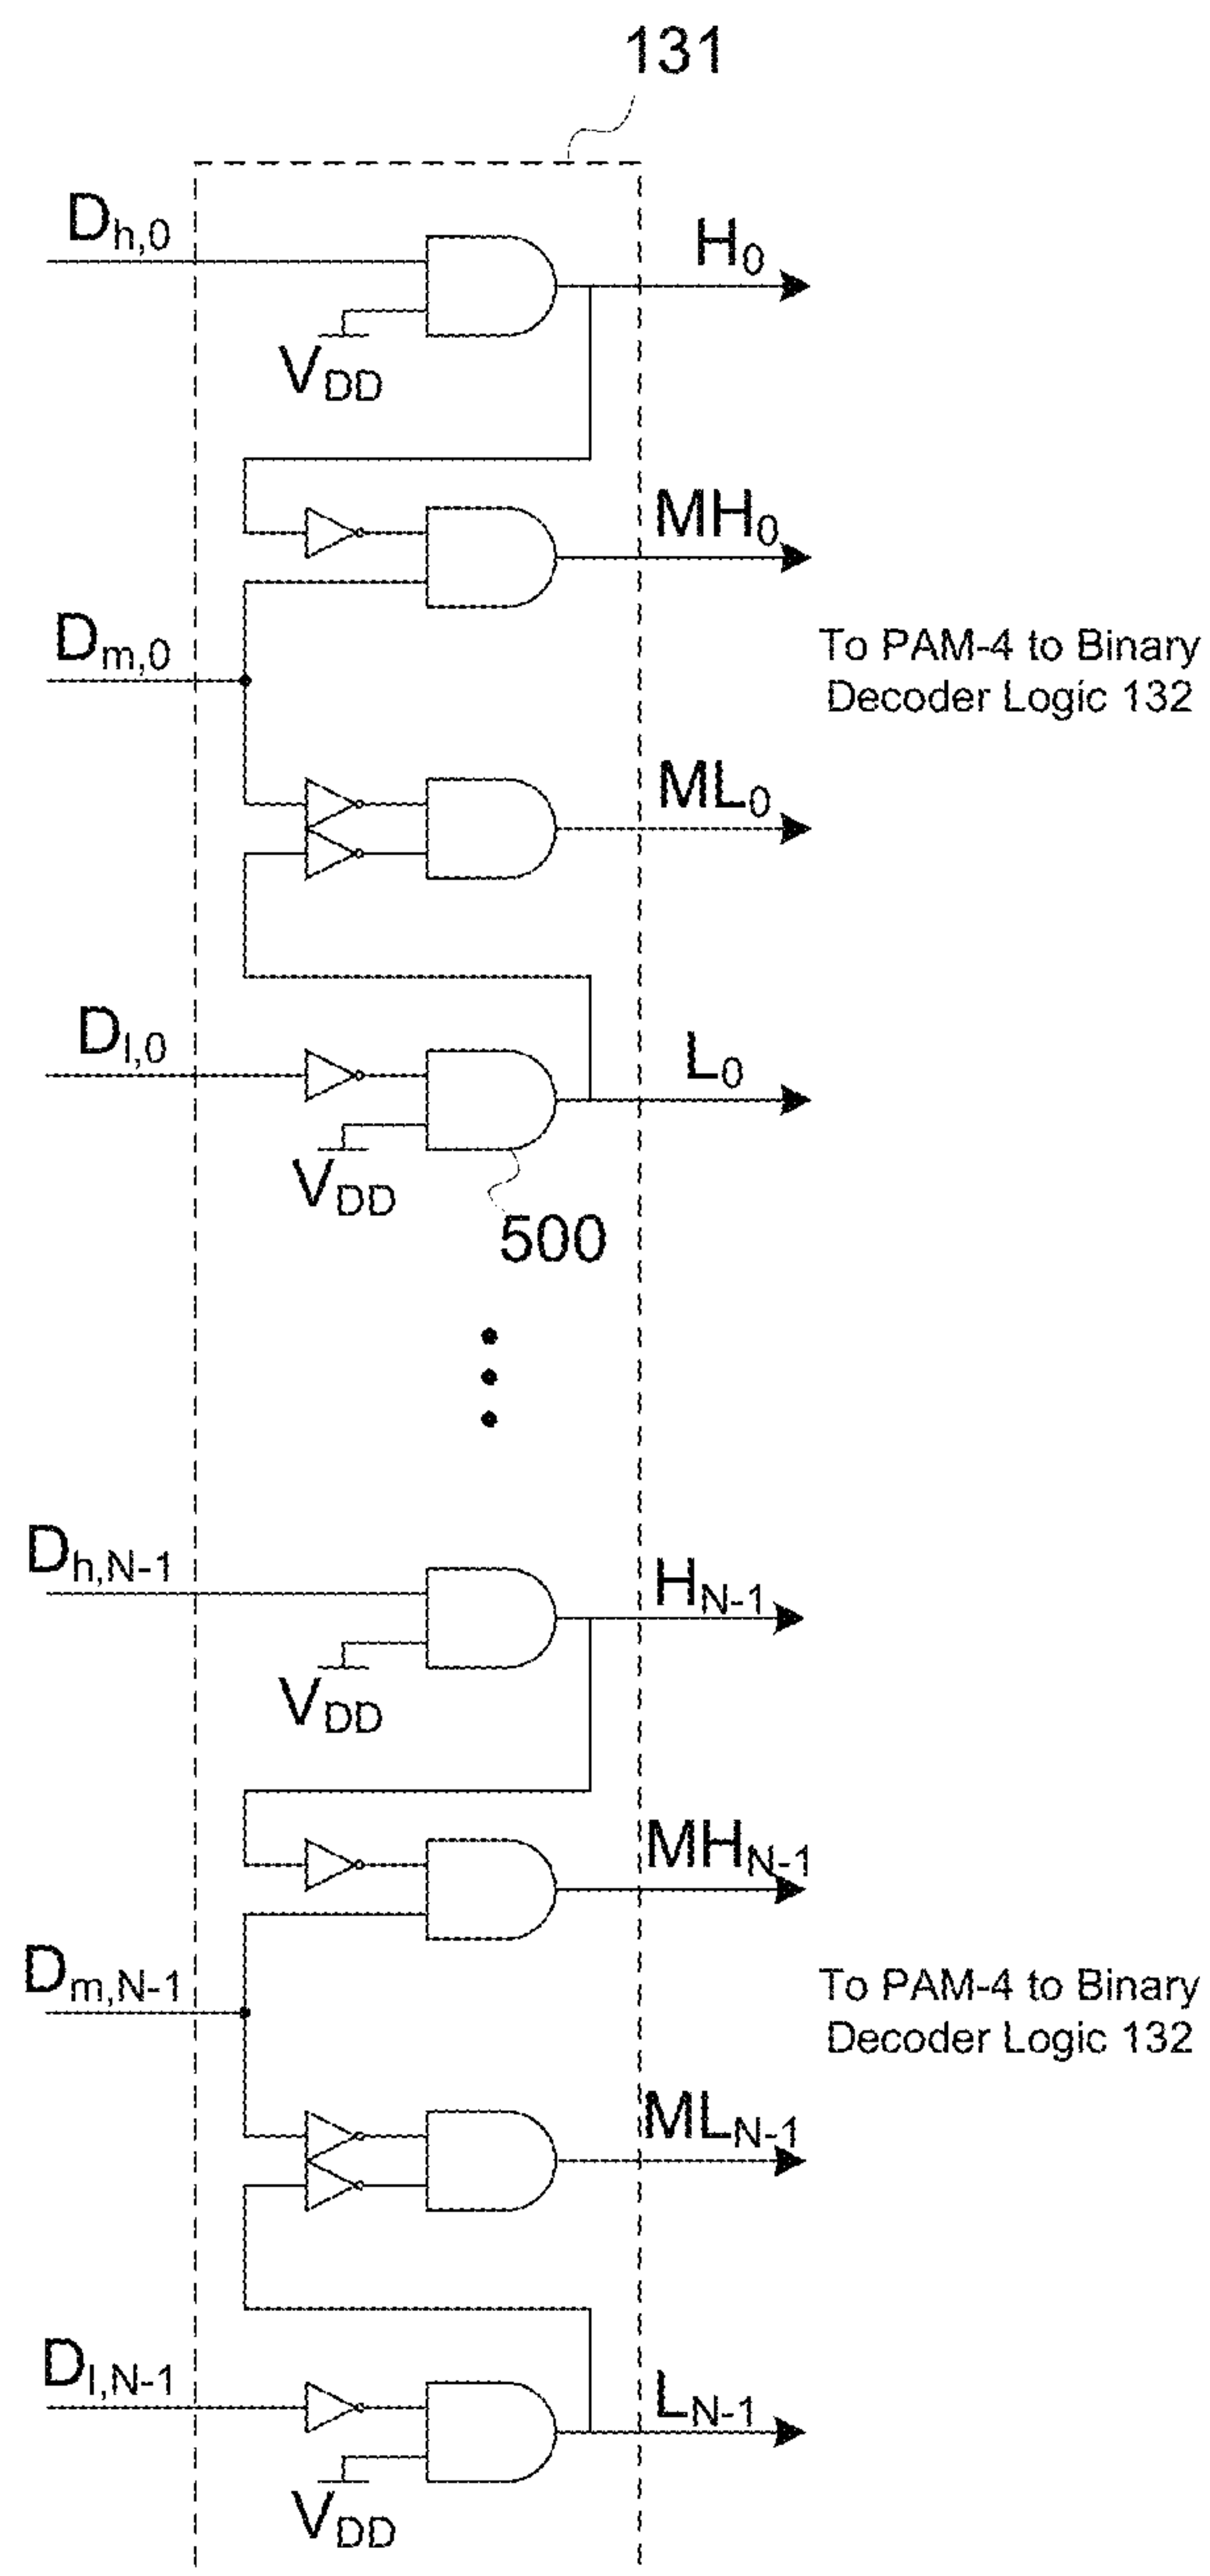 131
Dh,0
H0
VDD
MH0
Dm,0
To PAM-4 to Binary
Decoder Logic 132
ML0
Dl,0
L0
VDD
500
Dh,N-1
HN-1
VDD
MHN-1
Dm,N-1
To PAM-4 to Binary
Decoder Logic 132
MLN-1
Dl,N-1
LN-1
VDD